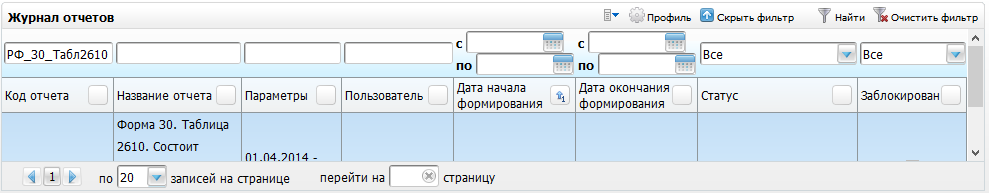 Журнал отчетов
Профиль
Скрыть фильтр
Найти
Очистить фильтр
РФ_30_Табл2610
с
по
с
по
Все
Все
Код отчета
Название отчета
Параметры
Пользователь
Дата начала
формирования
1
Дата окончания
формирования
Статус
Заблокирован
Форма 30. Таблица
2610. Состоит
01.04.2014 -
1
по 20 записей на странице
перейти на страницу